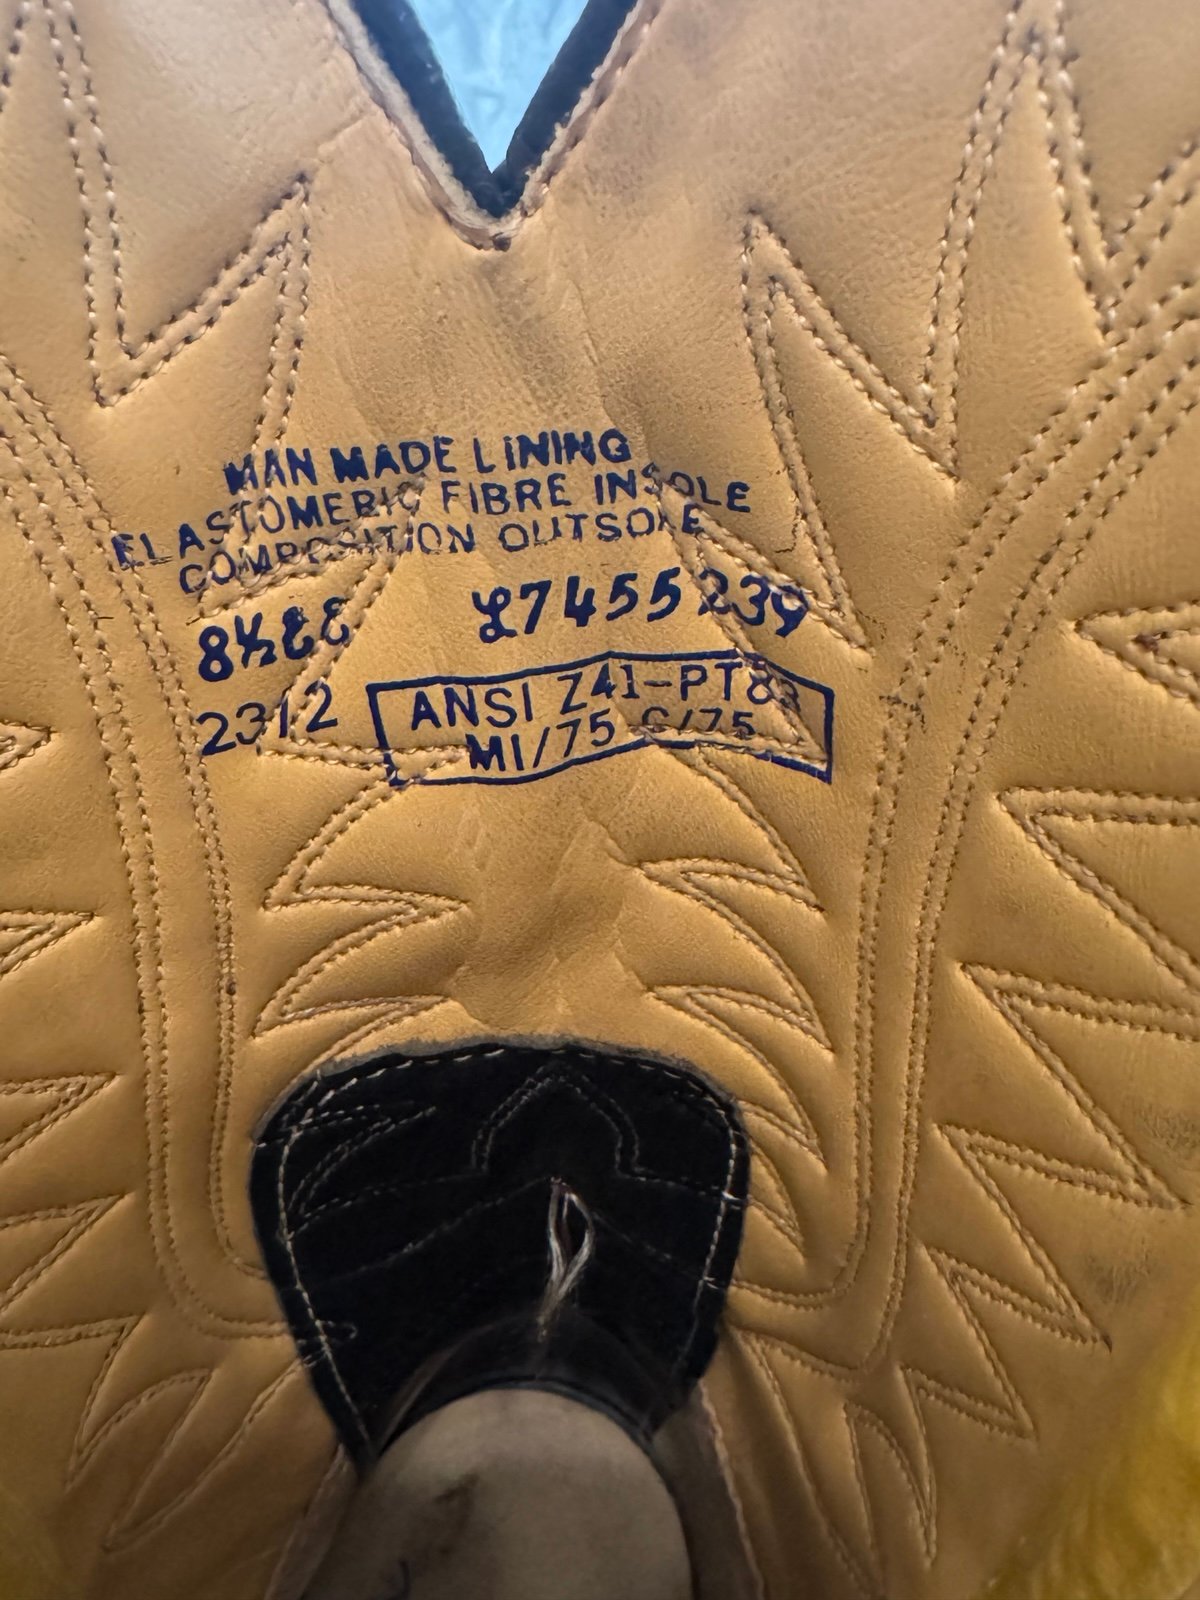 MAN MADE LINING
ELASTOMERIC FIBRE INSOLE
COMPOSITION OUTSOLE
8½EE L7455239
2312 ANSI Z41-PT83
MI/75 C/75